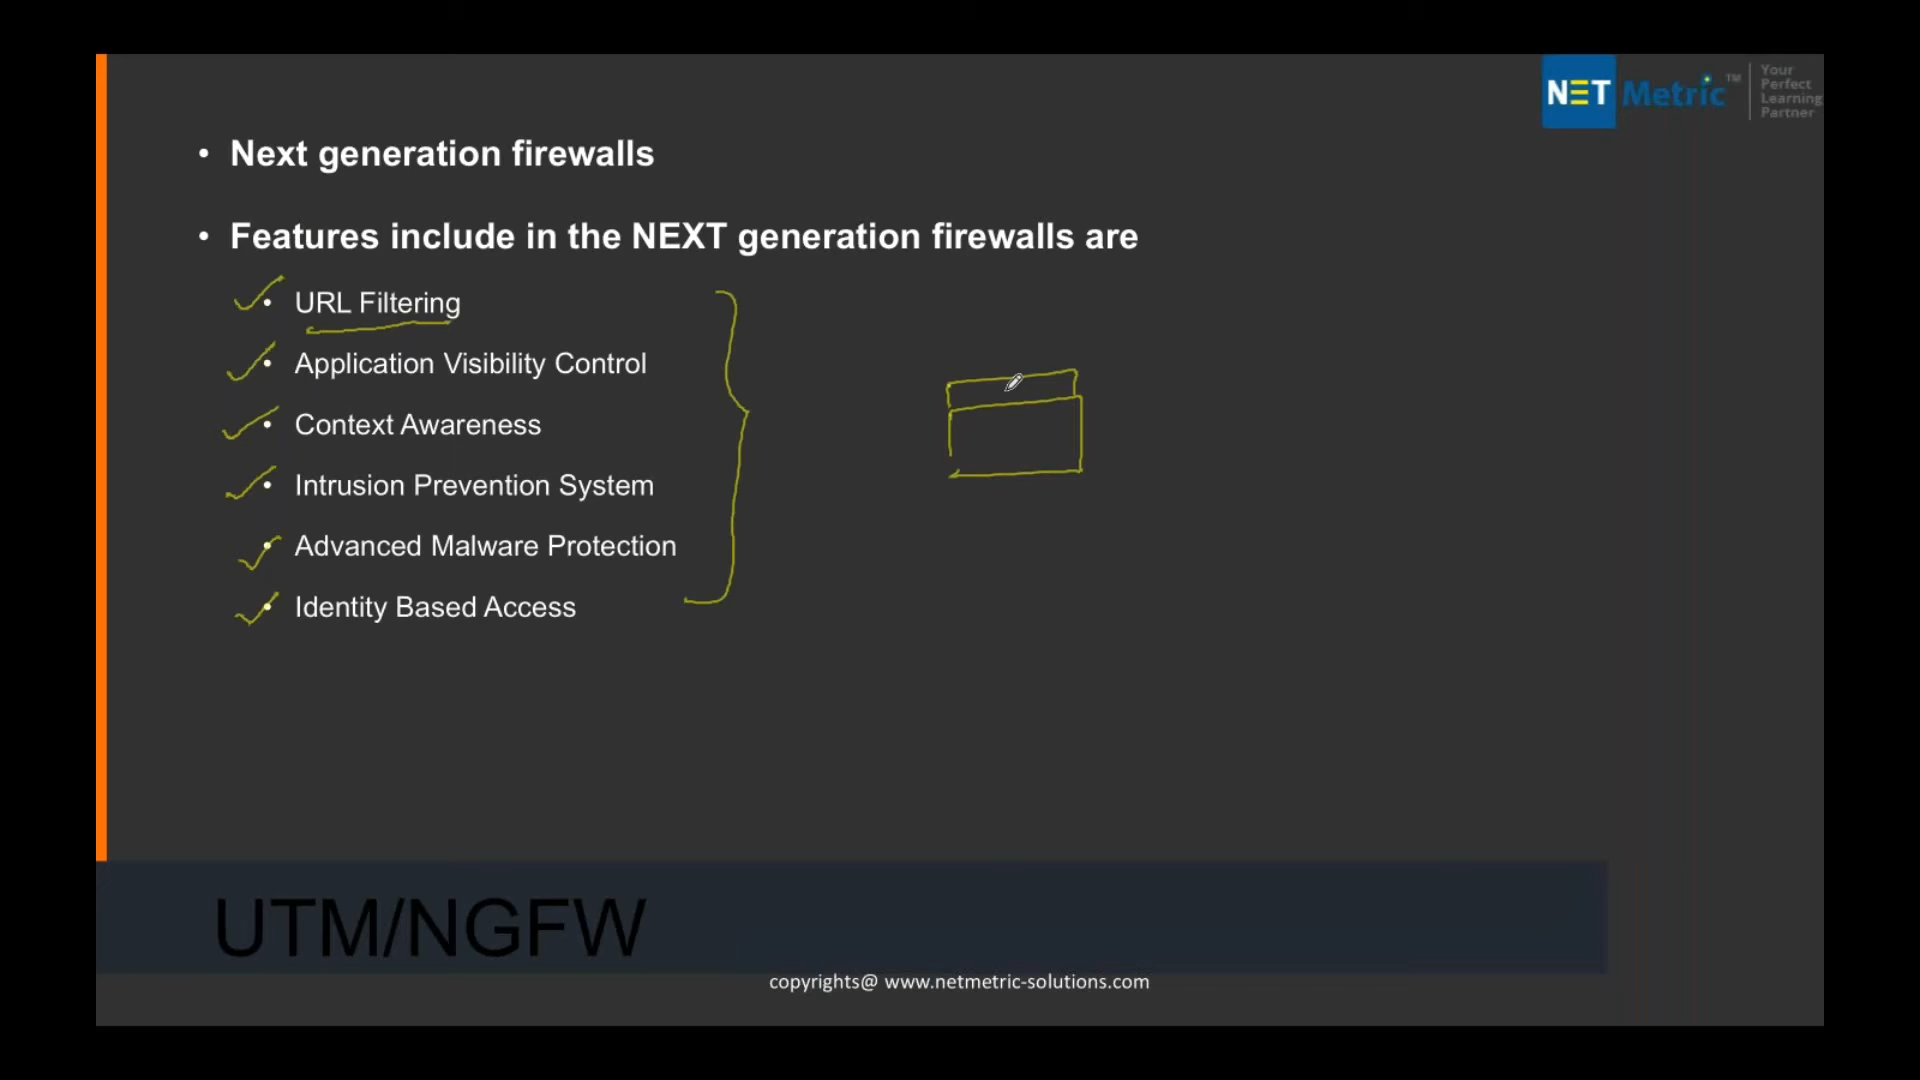 NET Metric™
Your
Perfect
Learning
Partner
• Next generation firewalls
• Features include in the NEXT generation firewalls are
• URL Filtering
• Application Visibility Control
• Context Awareness
• Intrusion Prevention System
• Advanced Malware Protection
• Identity Based Access
UTM/NGFW
copyrights@ www.netmetric-solutions.com